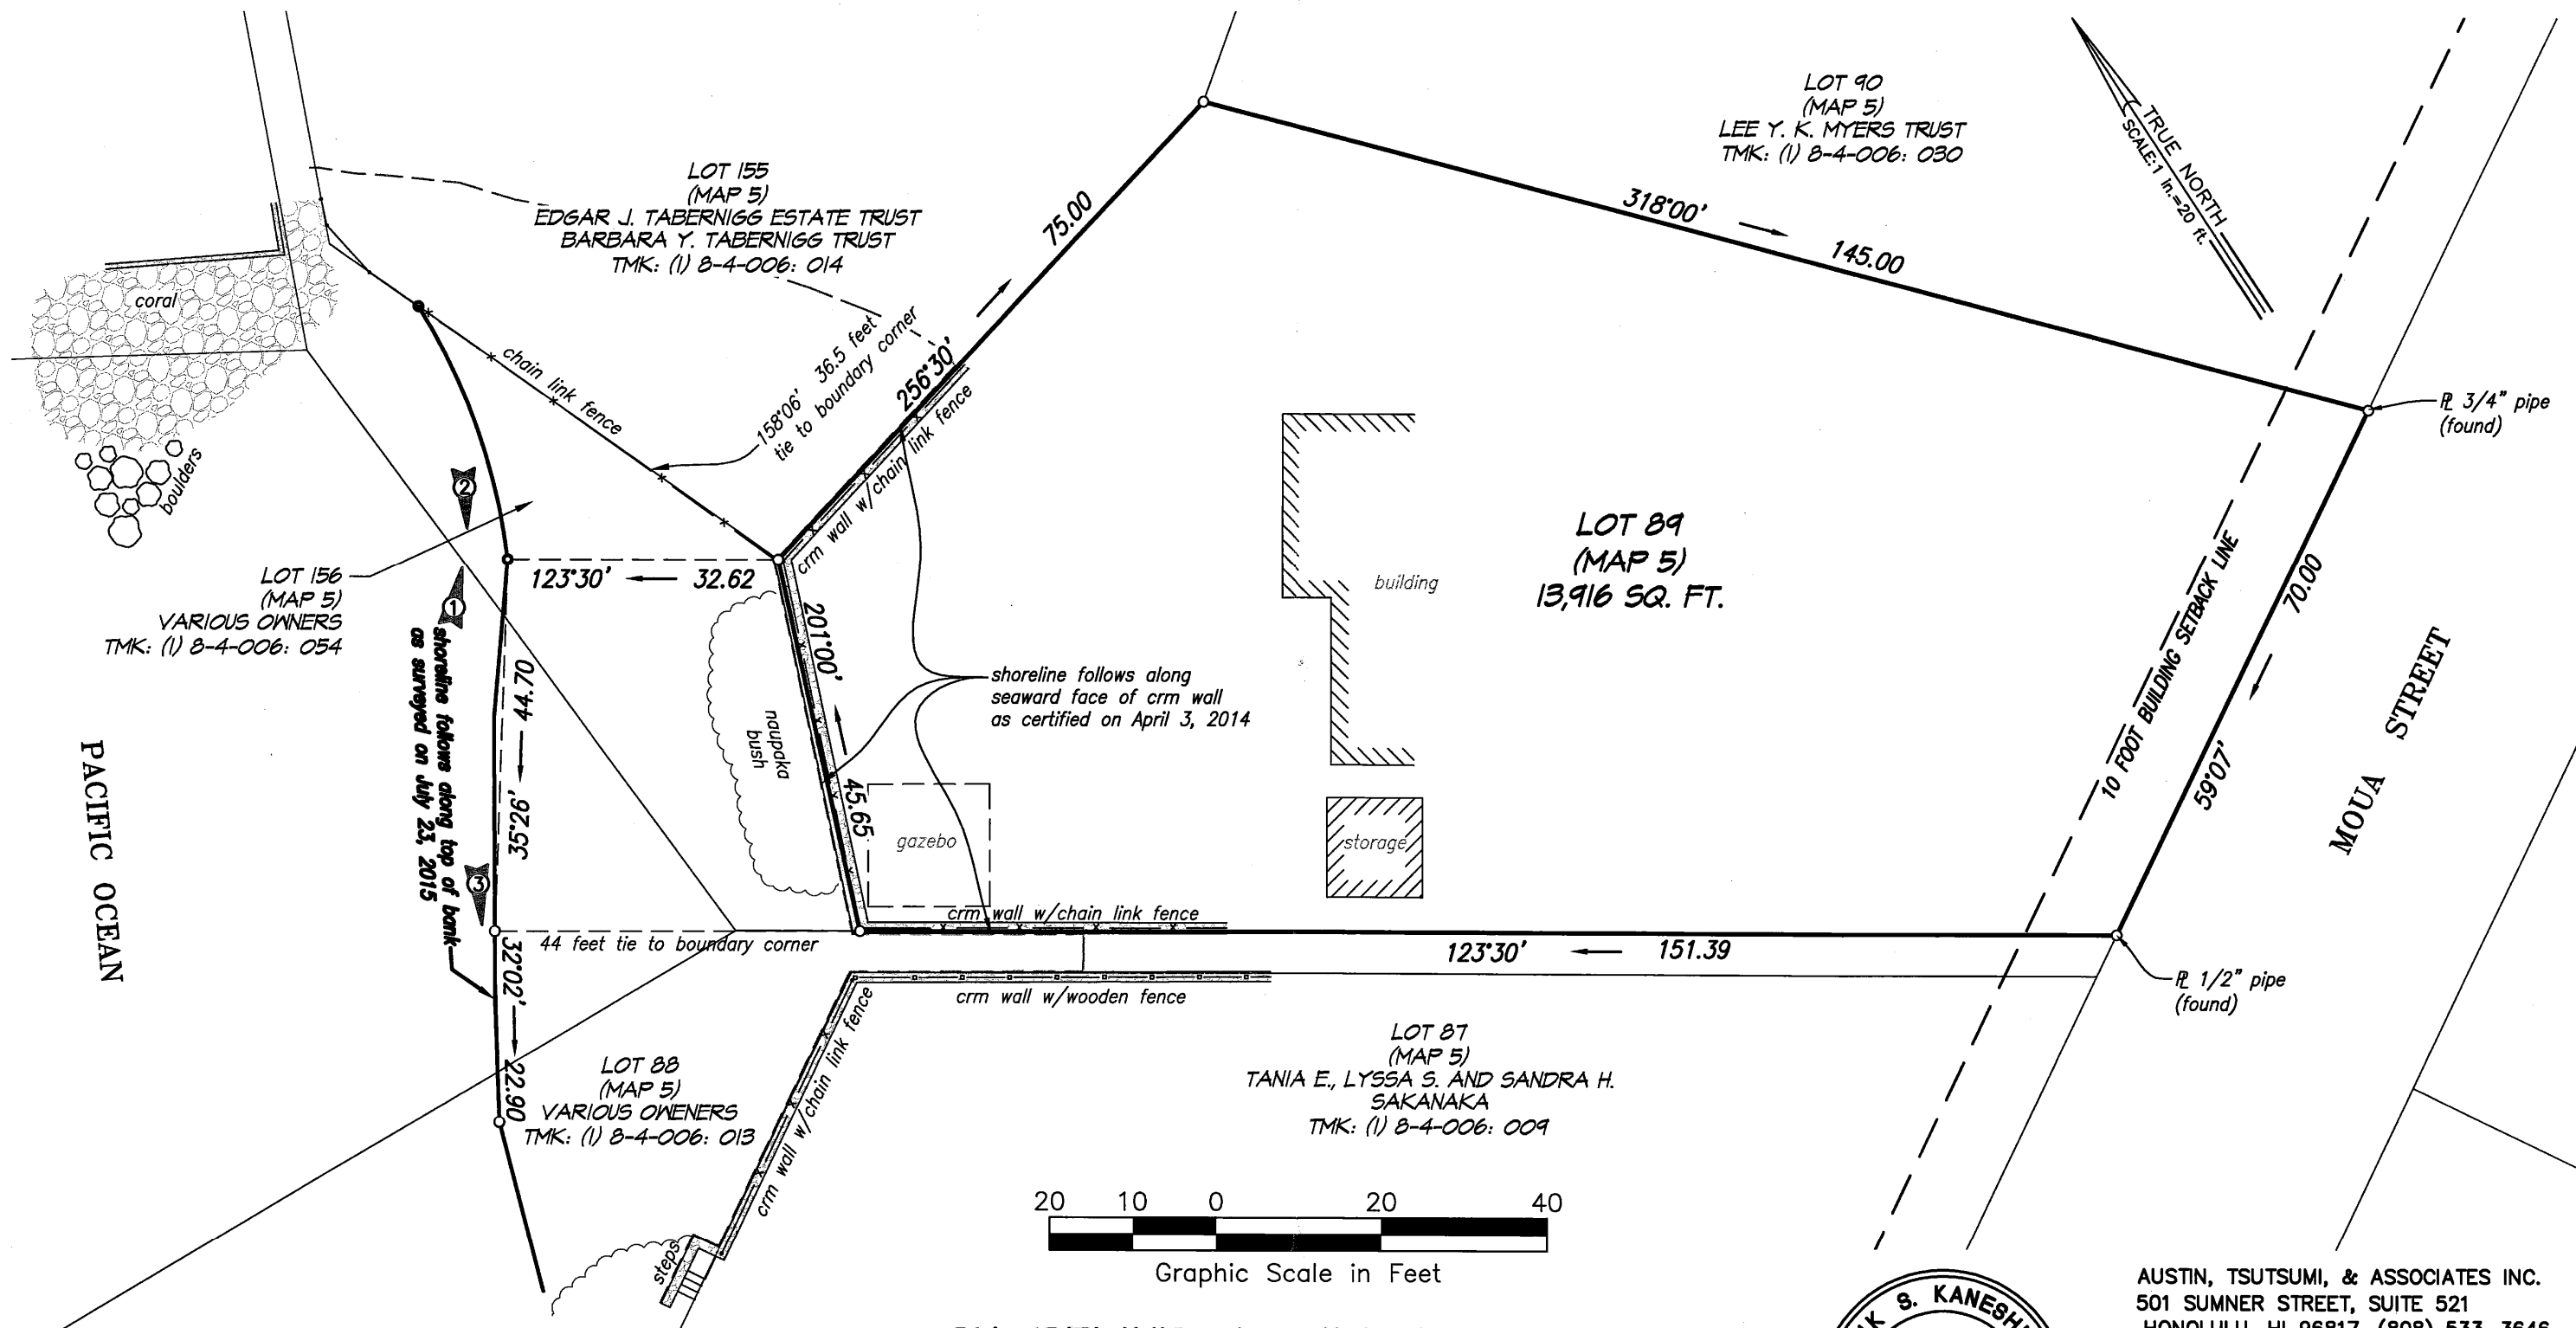 LOT 90
(MAP 5)
LEE Y. K. MYERS TRUST
TMK: (1) 8-4-006: 030
TRUE NORTH
SCALE: 1 in.=20 ft.
LOT 155
(MAP 5)
EDGAR J. TABERNIGG ESTATE TRUST
BARBARA Y. TABERNIGG TRUST
TMK: (1) 8-4-006: 014
75.00
318°00'
145.00
coral
chain link fence
158°06' 36.5 feet
tie to boundary corner
256°30'
crm wall w/chain link fence
℞ 3/4" pipe
(found)
boulders
2
LOT 156
(MAP 5)
VARIOUS OWNERS
TMK: (1) 8-4-006: 054
1
123°30' 32.62
LOT 89
(MAP 5)
13,916 SQ. FT.
building
10 FOOT BUILDING SETBACK LINE
70.00
59°07'
MOUA STREET
201°00'
45.65
shoreline follows along
seaward face of crm wall
as certified on April 3, 2014
naupaka
bush
44.70
35°26'
shoreline follows along top of bank
as surveyed on July 23, 2015
PACIFIC OCEAN
3
gazebo
storage
crm wall w/chain link fence
44 feet tie to boundary corner
123°30' 151.39
32°02'
22.90
crm wall w/wooden fence
℞ 1/2" pipe
(found)
crm wall w/chain link fence
LOT 88
(MAP 5)
VARIOUS OWENERS
TMK: (1) 8-4-006: 013
LOT 87
(MAP 5)
TANIA E., LYSSA S. AND SANDRA H.
SAKANAKA
TMK: (1) 8-4-006: 009
steps
20 10 0 20 40
Graphic Scale in Feet
S. KANESH
AUSTIN, TSUTSUMI, & ASSOCIATES INC.
501 SUMNER STREET, SUITE 521
HONOLULU, HI 96817 (808) 533-3646